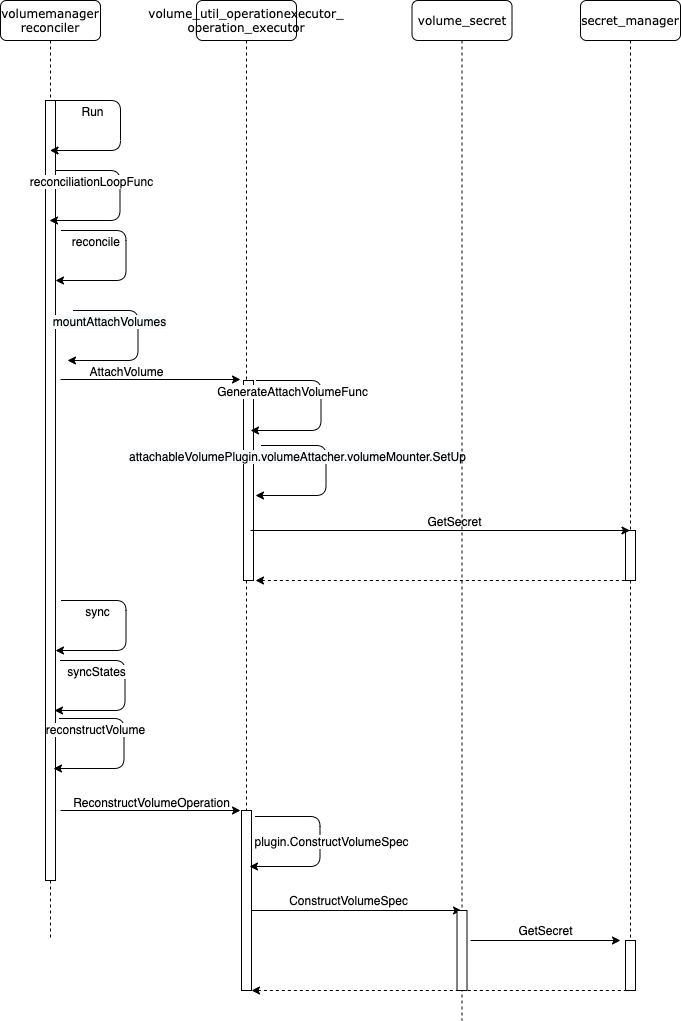 volumemanager
reconciler
volume_util_operationexecutor_
operation_executor
volume_secret
secret_manager
Run
reconciliationLoopFunc
reconcile
mountAttachVolumes
AttachVolume
GenerateAttachVolumeFunc
attachableVolumePlugin.volumeAttacher.volumeMounter.SetUp
GetSecret
sync
syncStates
reconstructVolume
ReconstructVolumeOperation
plugin.ConstructVolumeSpec
ConstructVolumeSpec
GetSecret